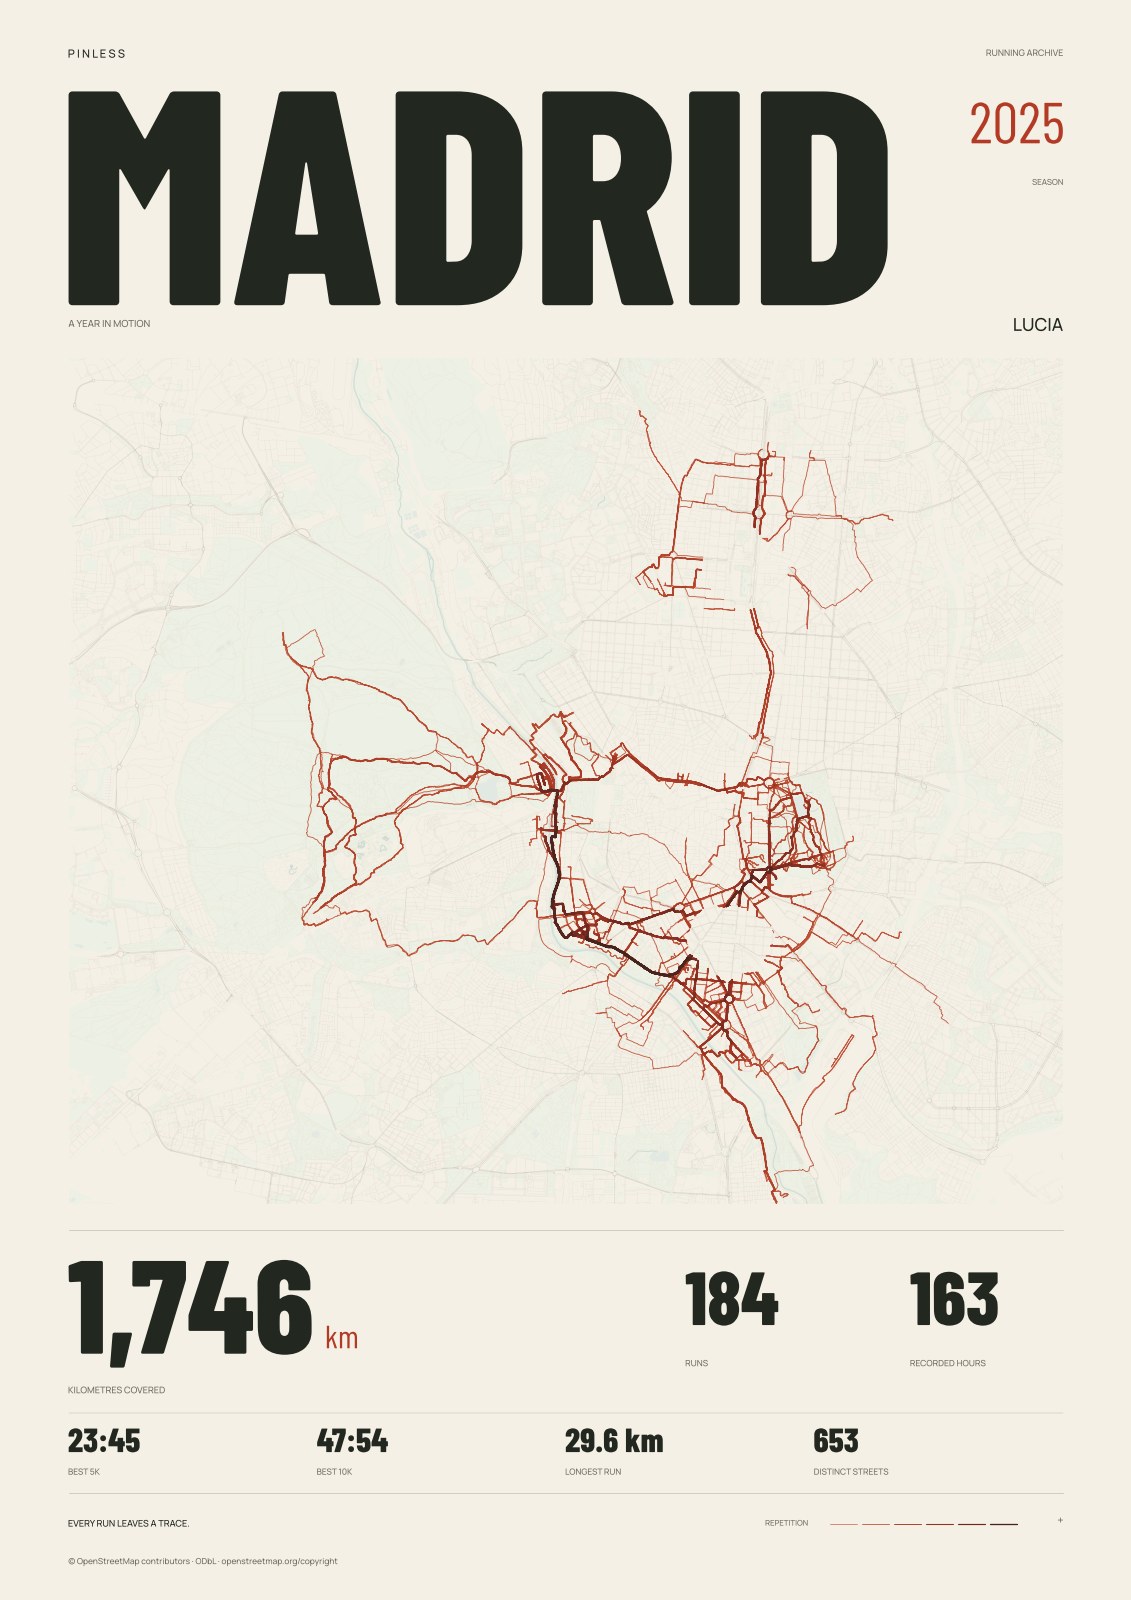 PINLESS
RUNNING ARCHIVE
MADRID
2025
SEASON
A YEAR IN MOTION
LUCIA
1,746 km
KILOMETRES COVERED
184
RUNS
163
RECORDED HOURS
23:45
BEST 5K
47:54
BEST 10K
29.6 km
LONGEST RUN
653
DISTINCT STREETS
EVERY RUN LEAVES A TRACE.
REPETITION
+
© OpenStreetMap contributors · ODbL · openstreetmap.org/copyright